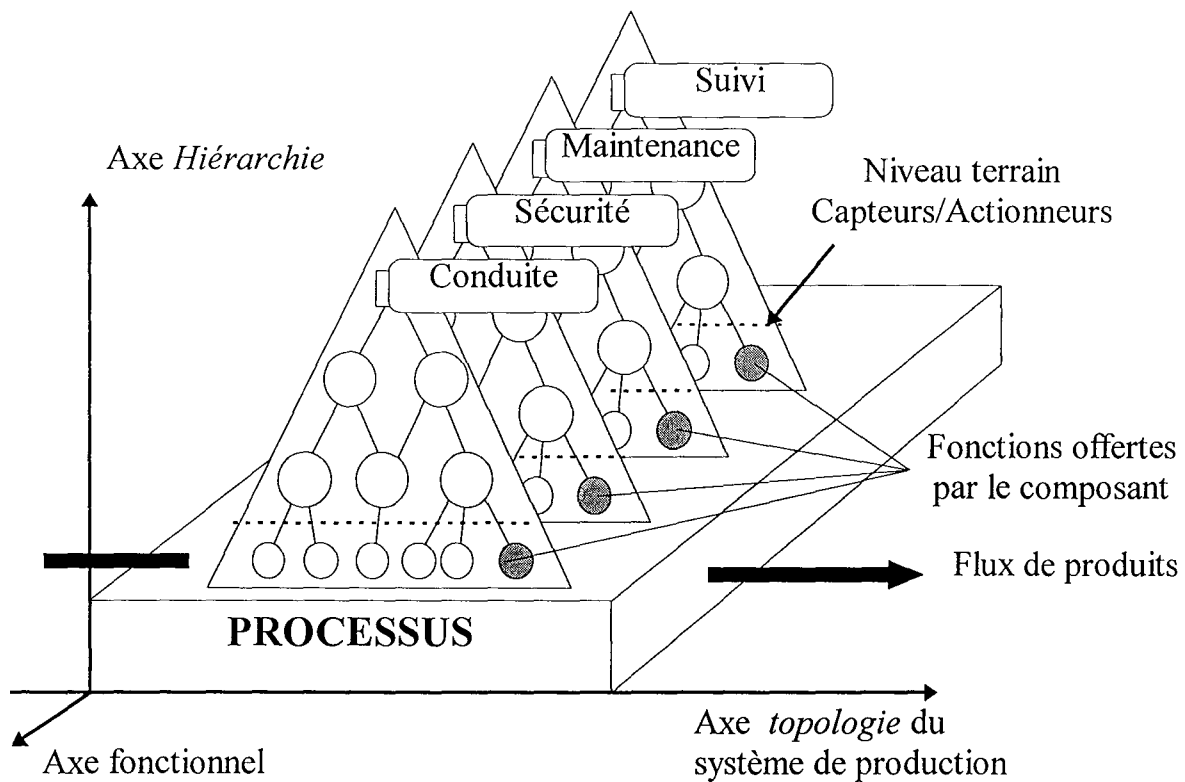 Suivi
Maintenance
Sécurité
Conduite
Axe Hiérarchie
Niveau terrain
Capteurs/Actionneurs
Fonctions offertes
par le composant
Flux de produits
PROCESSUS
Axe topologie du
système de production
Axe fonctionnel